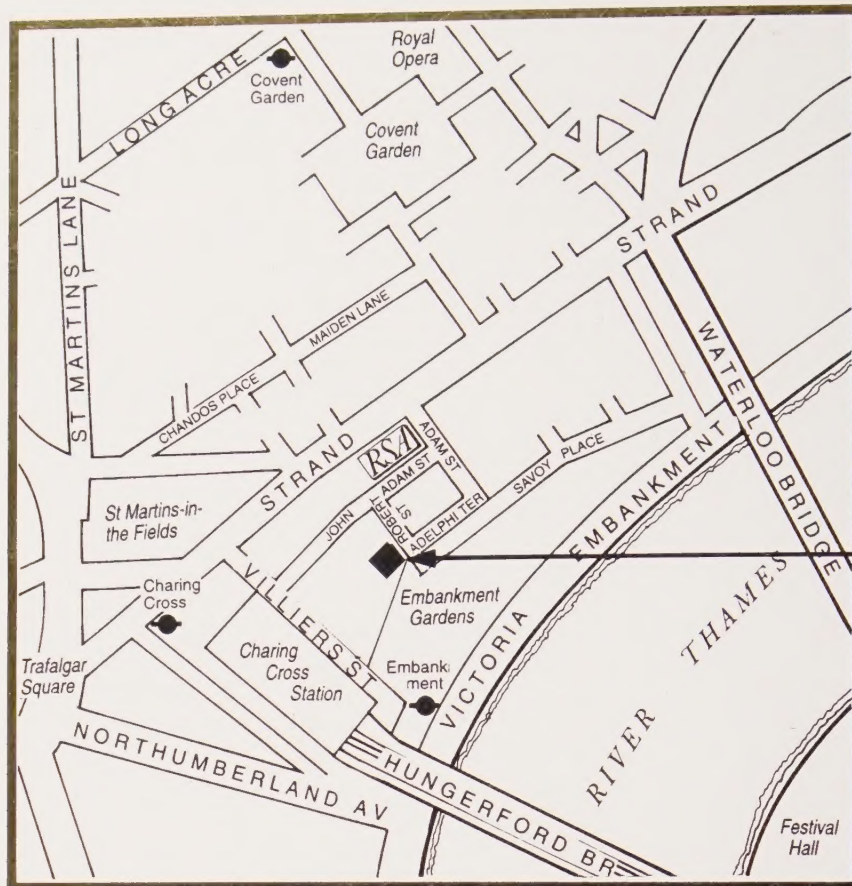 Royal
Opera
LONG ACRE
Covent
Garden
Covent
Garden
ST MARTINS LANE
STRAND
MAIDEN LANE
CHANDOS PLACE
WATERLOO BRIDGE
STRAND
RSA
ADAM ST
JOHN ADAM ST
ROBERT ST
ADELPHI TER
SAVOY PLACE
St Martins-in-
the Fields
VICTORIA EMBANKMENT
Charing
Cross
VILLIERS ST
Embankment
Gardens
RIVER THAMES
Trafalgar
Square
Charing
Cross
Station
Embank
ment
NORTHUMBERLAND AV
HUNGERFORD BR
Festival
Hall